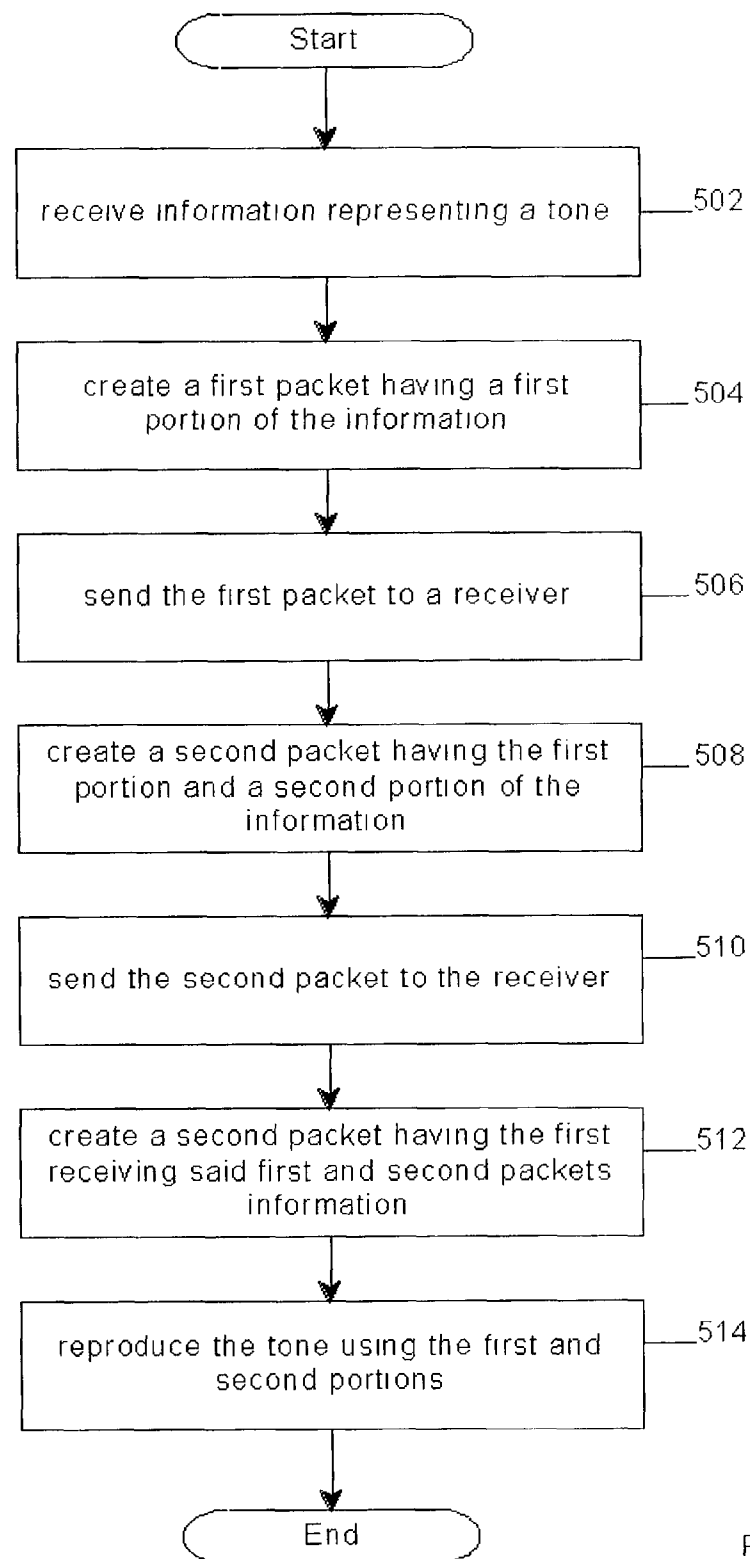 Start
receive information representing a tone
502
create a first packet having a first
portion of the information
504
send the first packet to a receiver
506
create a second packet having the first
portion and a second portion of the
information
508
send the second packet to the receiver
510
create a second packet having the first
receiving said first and second packets
information
512
reproduce the tone using the first and
second portions
514
End